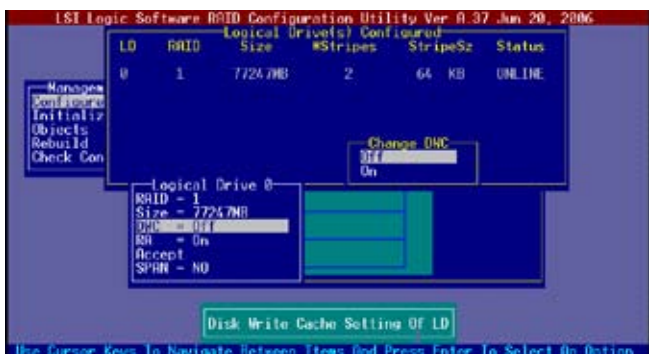 LSI Logic Software RAID Configuration Utility Ver A.37 Jun 20, 2006
Logical Drive(s) Configured
LD RAID Size #Stripes StripeSz Status
0 1 77247MB 2 64 KB ONLINE
Managem
Configure
Initializ
Objects
Rebuild
Check Con
Change DWC
Off
On
Logical Drive 0
RAID = 1
Size = 77247MB
DWC = Off
RA = On
Accept
SPAN = NO
Disk Write Cache Setting Of LD
Use Cursor Keys To Navigate Between Items And Press Enter To Select An Option